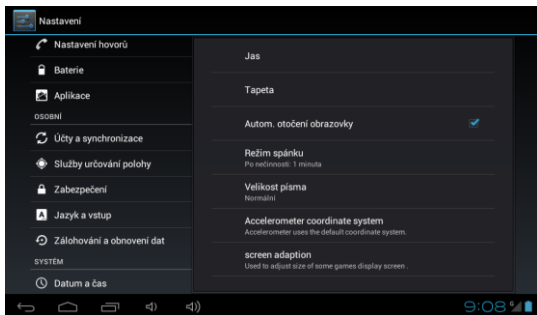 Nastavení
Nastavení hovorů
Baterie
Aplikace
OSOBNÍ
Účty a synchronizace
Služby určování polohy
Zabezpečení
Jazyk a vstup
Zálohování a obnovení dat
SYSTÉM
Datum a čas
Jas
Tapeta
Autom. otočení obrazovky
Režim spánku
Po nečinnosti: 1 minuta
Velikost písma
Normální
Accelerometer coordinate system
Accelerometer uses the default coordinate system.
screen adaption
Used to adjust size of some games display screen .
9:08